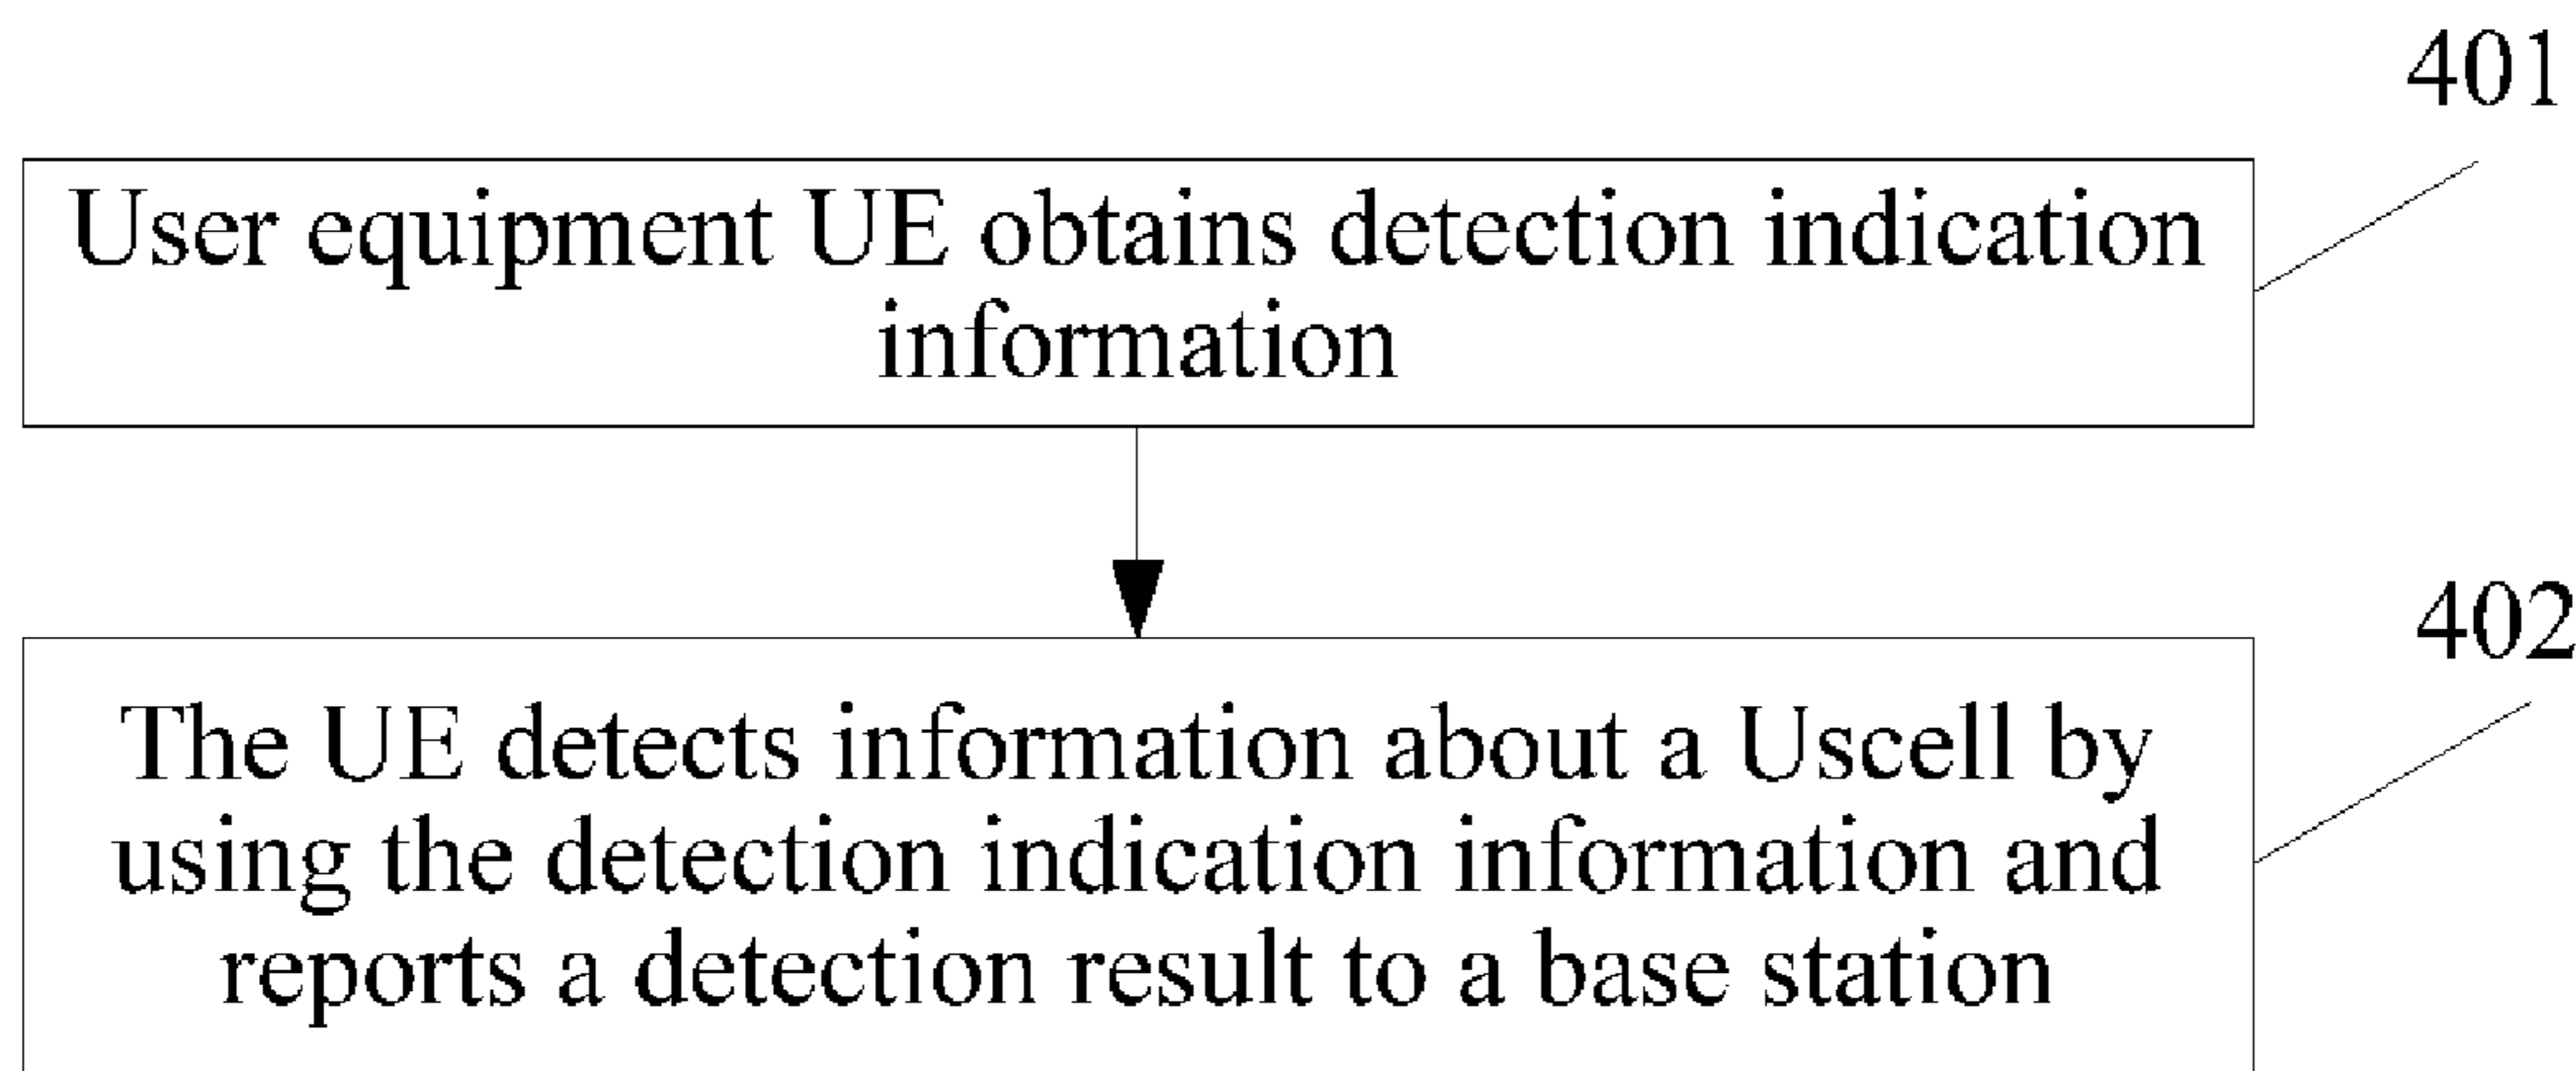 401
User equipment UE obtains detection indication
information
402
The UE detects information about a Uscell by
using the detection indication information and
reports a detection result to a base station